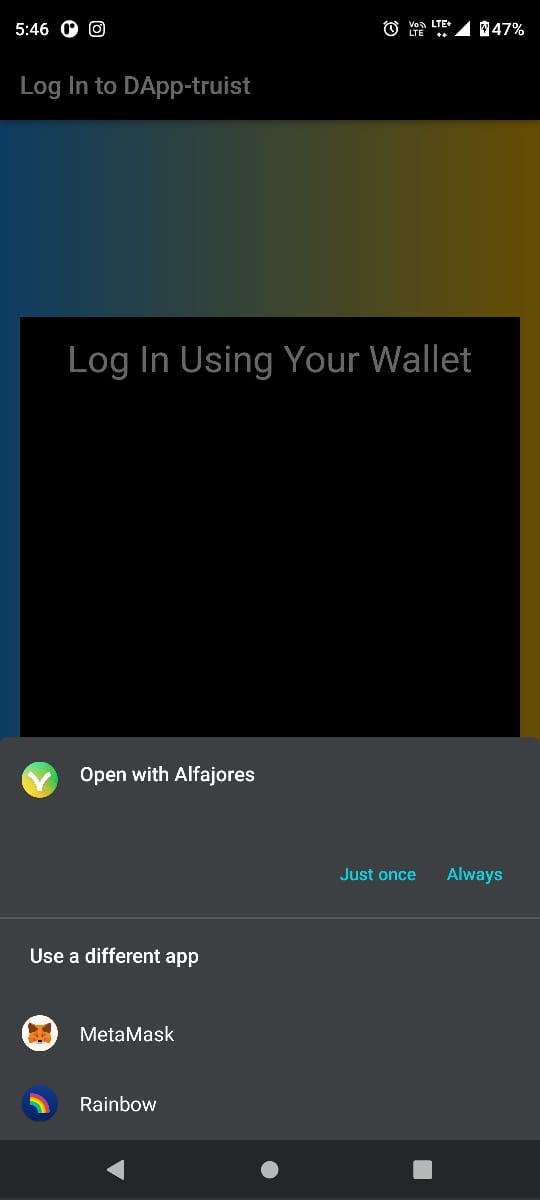 5:46 Vo LTE LTE+ 47%
Log In to DApp-truist
Log In Using Your Wallet
Open with Alfajores
Just once Always
Use a different app
MetaMask
Rainbow